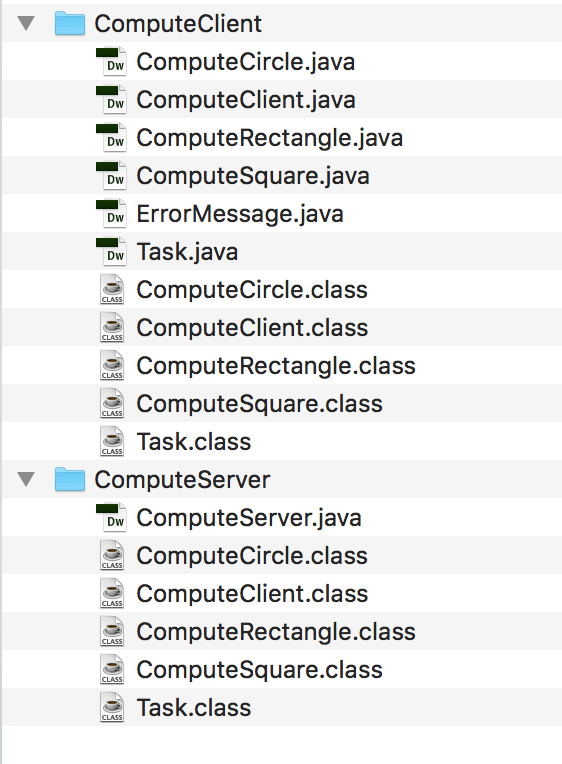 ComputeClient
Dw ComputeCircle.java
Dw ComputeClient.java
Dw ComputeRectangle.java
Dw ComputeSquare.java
Dw ErrorMessage.java
Dw Task.java
CLASS ComputeCircle.class
CLASS ComputeClient.class
CLASS ComputeRectangle.class
CLASS ComputeSquare.class
CLASS Task.class
ComputeServer
Dw ComputeServer.java
CLASS ComputeCircle.class
CLASS ComputeClient.class
CLASS ComputeRectangle.class
CLASS ComputeSquare.class
CLASS Task.class